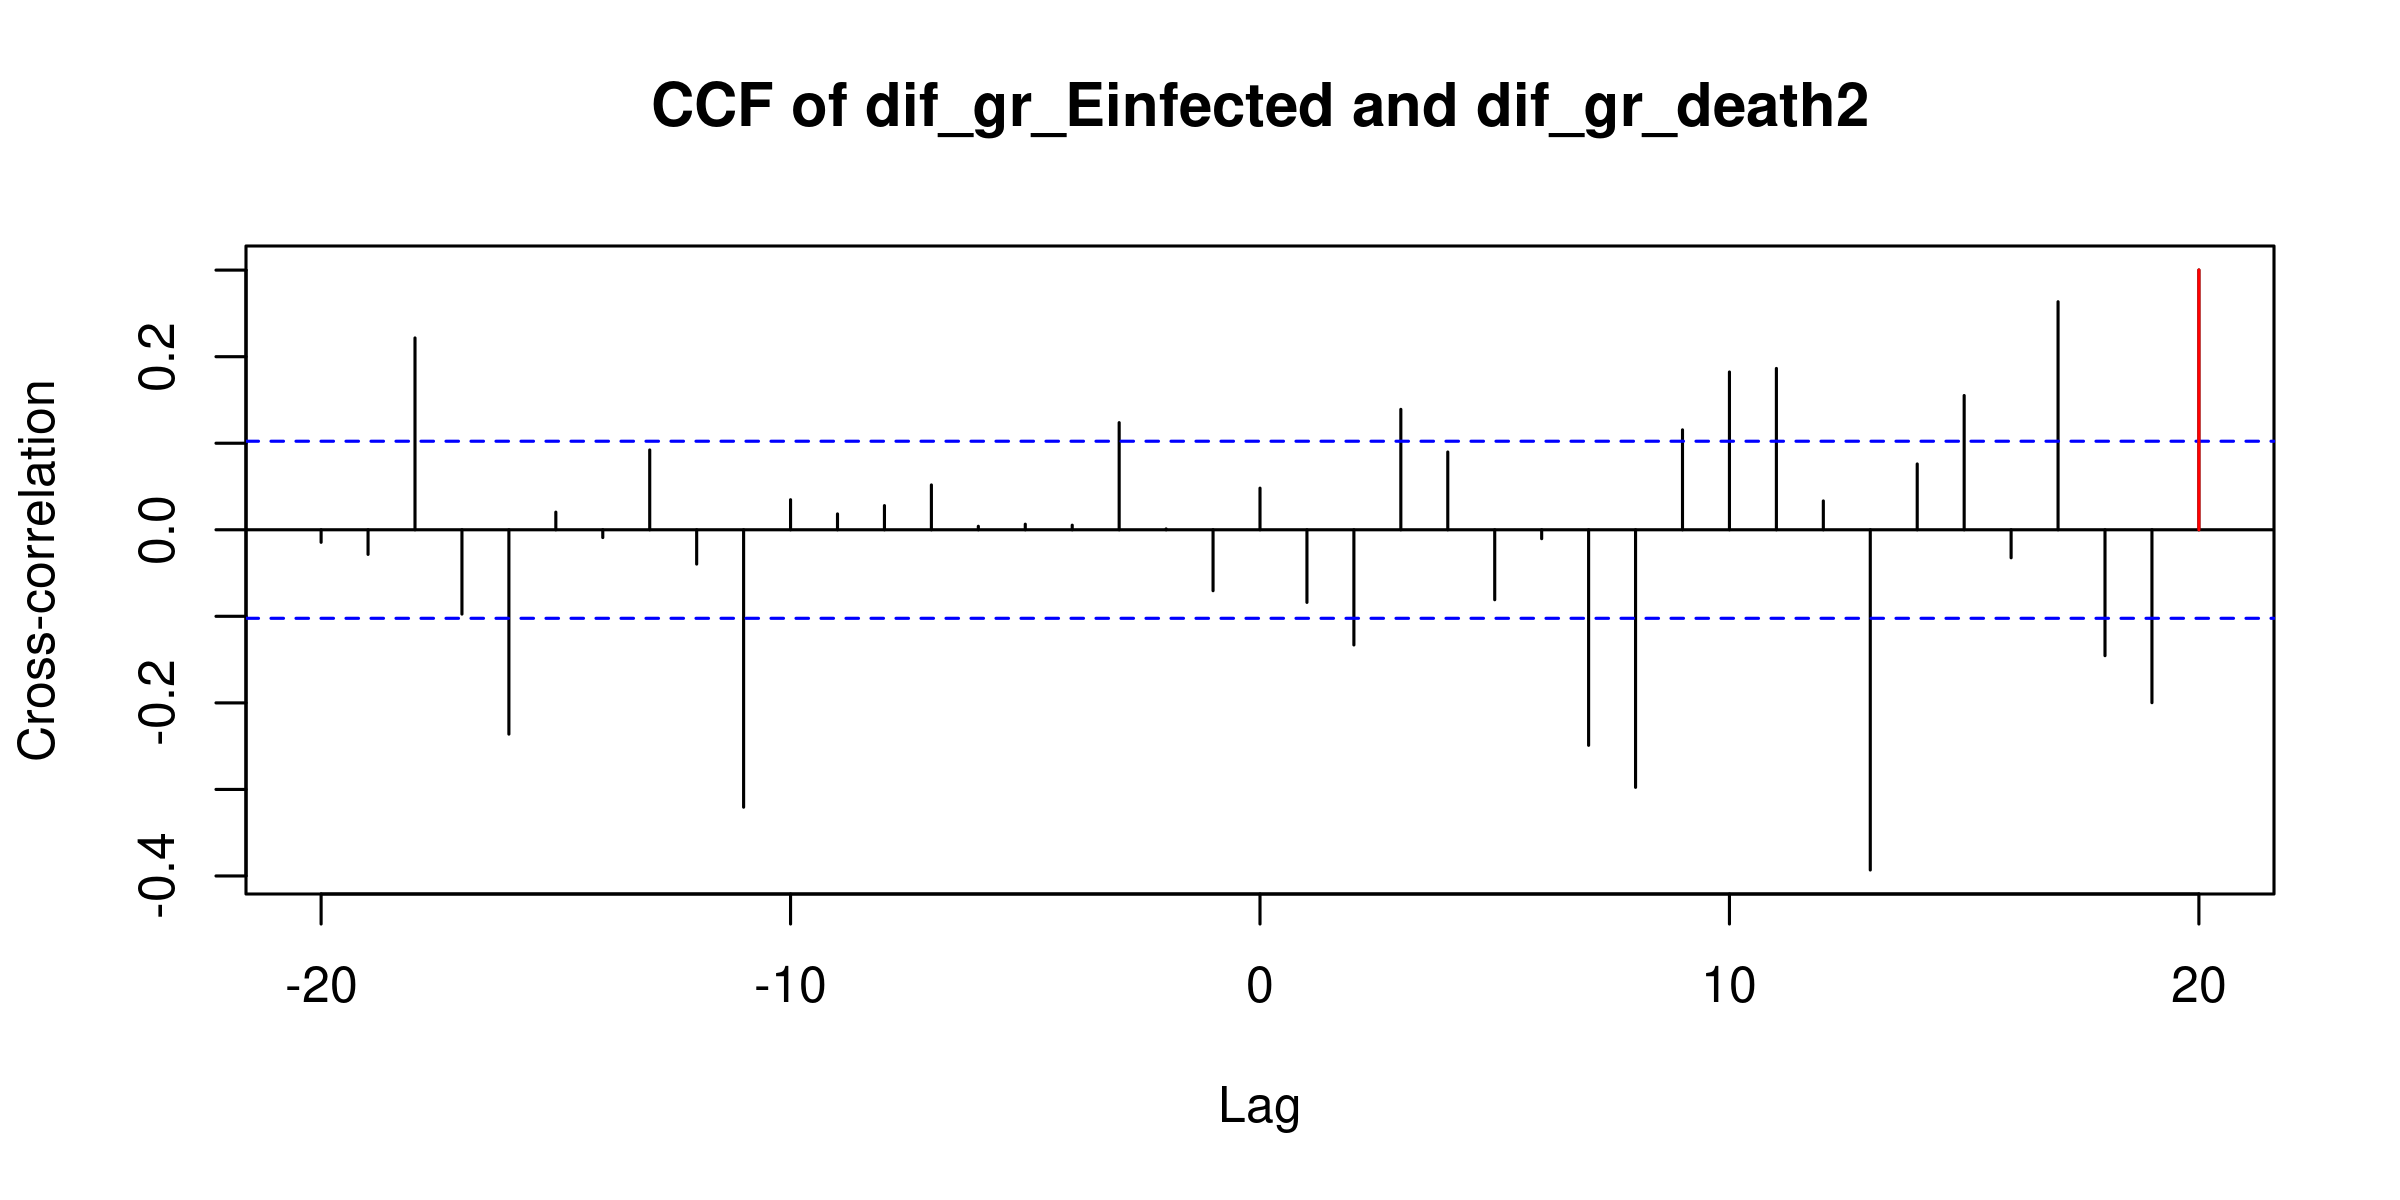 CCF of dif_gr_Einfected and dif_gr_death2
Cross-correlation
0.2
0.0
-0.2
-0.4
-20 -10 0 10 20
Lag